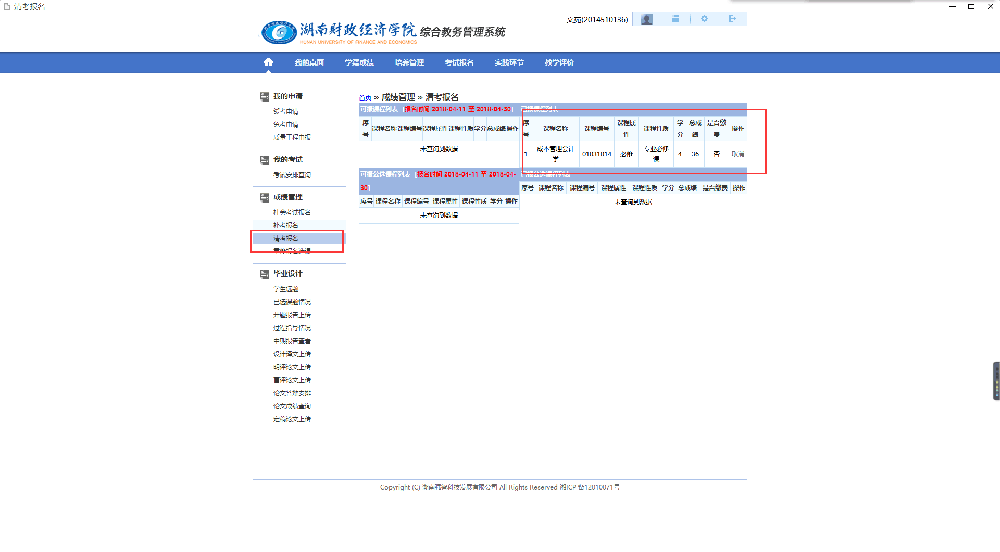 清考报名
文苑(2014510136)
湖南财政经济学院 综合教务管理系统
HUNAN UNIVERSITY OF FINANCE AND ECONOMICS
我的桌面 学籍成绩 培养管理 考试报名 实践环节 教学评价
我的申请
缓考申请
免考申请
质量工程申报
我的考试
考试安排查询
成绩管理
社会考试报名
补考报名
清考报名
重修报名选课
毕业设计
学生选题
已选课题情况
开题报告上传
过程指导情况
中期报告查看
设计译文上传
明评论文上传
盲评论文上传
论文答辩安排
论文成绩查询
定稿论文上传
首页 » 成绩管理 » 清考报名
可报课程列表 [报名时间 2018-04-11 至 2018-04-30]
序号 课程名称 课程编号 课程属性 课程性质 学分 总成绩 操作
未查询到数据
已报课程列表
序号 课程名称 课程编号 课程属性 课程性质 学分 总成绩 是否缴费 操作
1 成本管理会计学 01031014 必修 专业必修课 4 36 否 取消
可报公选课程列表 [报名时间 2018-04-11 至 2018-04-
30]
序号 课程名称 课程编号 课程属性 课程性质 学分 操作
未查询到数据
已报公选课程列表
序号 课程名称 课程编号 课程属性 课程性质 学分 总成绩 是否缴费 操作
未查询到数据
Copyright (C) 湖南强智科技发展有限公司 All Rights Reserved 湘ICP 备12010071号